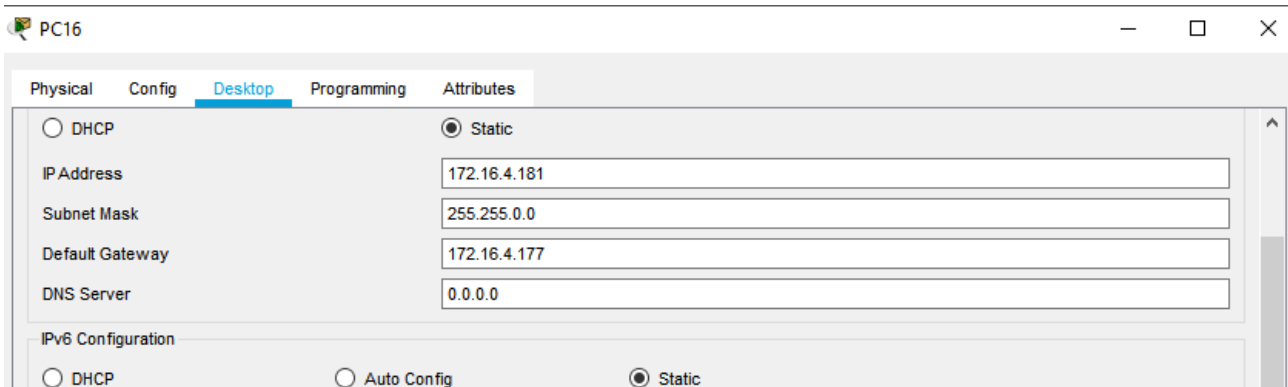 PC16
Physical Config Desktop Programming Attributes
DHCP Static
IP Address 172.16.4.181
Subnet Mask 255.255.0.0
Default Gateway 172.16.4.177
DNS Server 0.0.0.0
IPv6 Configuration
DHCP Auto Config Static